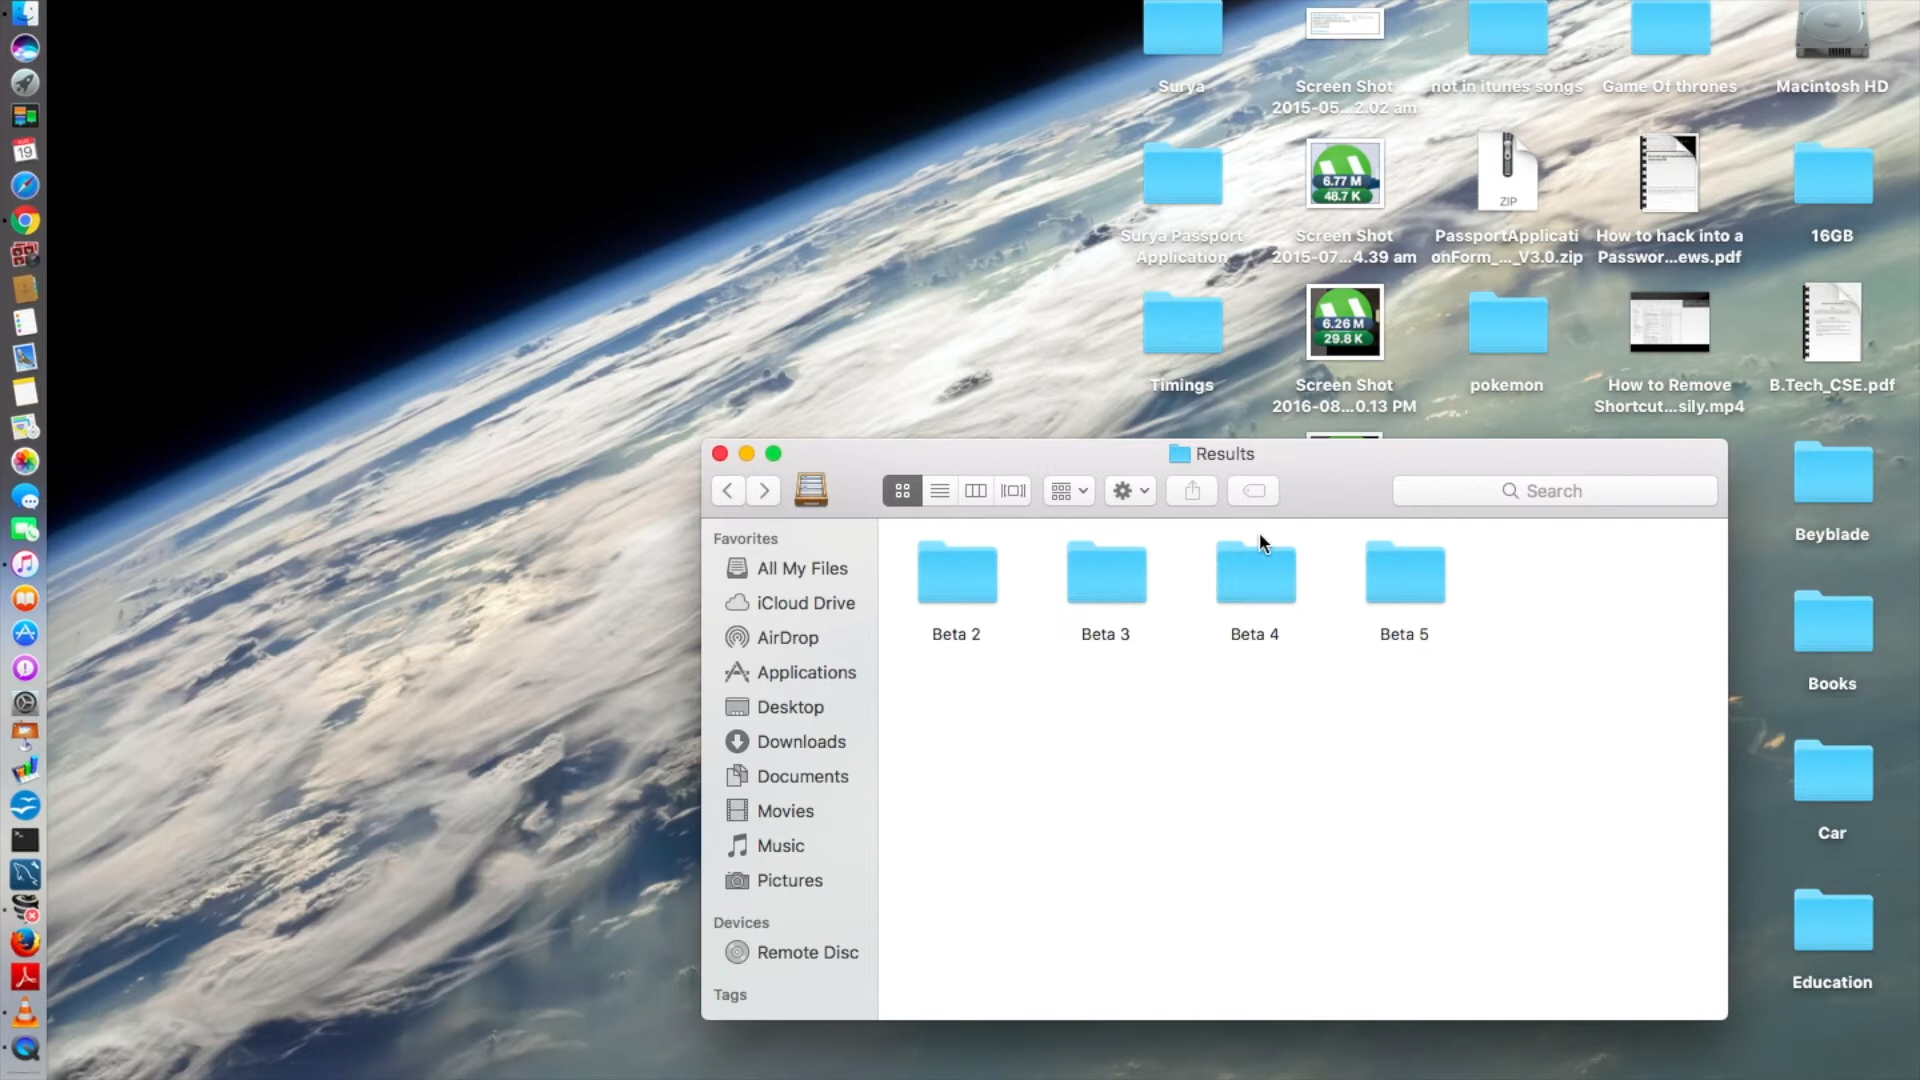 Surya
Screen Shot
2015-05...2.02 am
not in itunes songs
Game Of thrones
Macintosh HD
Surya Passport
Application
6.77 M
48.7 K
Screen Shot
2015-07...4.39 am
ZIP
PassportApplicati
onForm_..._V3.0.zip
How to hack into a
Passwor...ews.pdf
16GB
Timings
6.26 M
29.8 K
Screen Shot
2016-08...0.13 PM
pokemon
How to Remove
Shortcut...sily.mp4
B.Tech_CSE.pdf
19
Results
Search
Favorites
All My Files
iCloud Drive
AirDrop
Applications
Desktop
Downloads
Documents
Movies
Music
Pictures
Devices
Remote Disc
Tags
Beta 2
Beta 3
Beta 4
Beta 5
Beyblade
Books
Car
Education